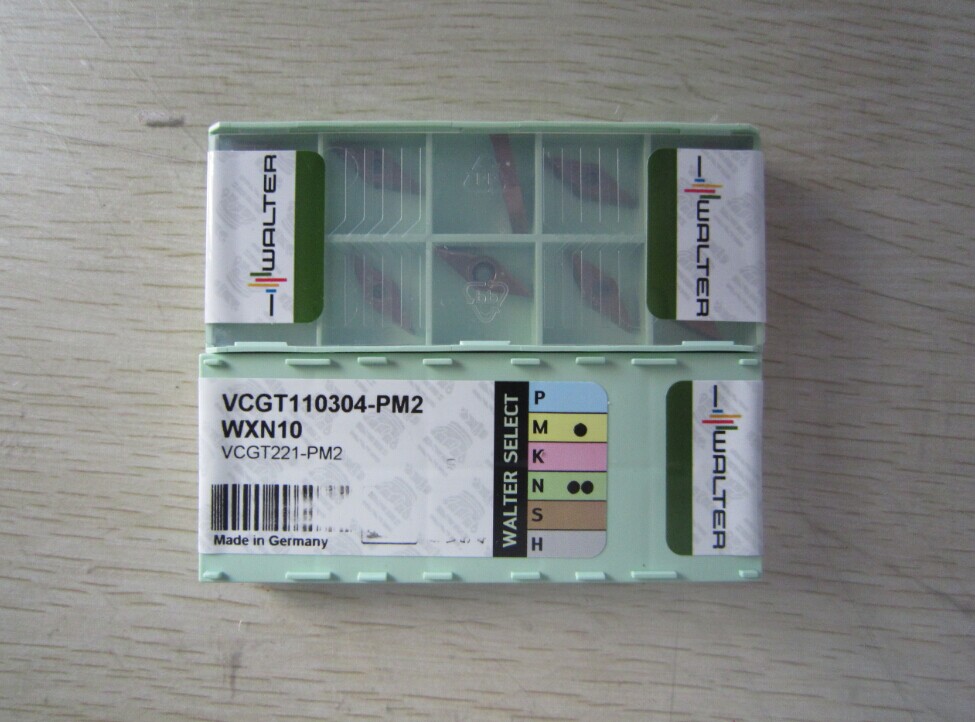 WALTER
WALTER
VCGT110304-PM2
WXN10
VCGT221-PM2
Made in Germany
WALTER SELECT
P
M
K
N
S
H
WALTER